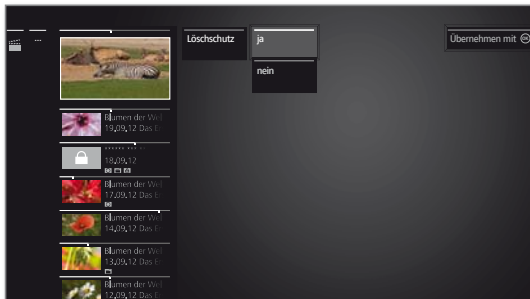 ...
Löschschutz
ja
nein
Übernehmen mit OK
Blumen der Wel
19.09.12 Das E
****** *** **
18.09.12
Blumen der Wel
17.09.12 Das E
Blumen der Wel
14.09.12 Das E
Blumen der Wel
13.09.12 Das E
Blumen der Wel
12.09.12 Das E